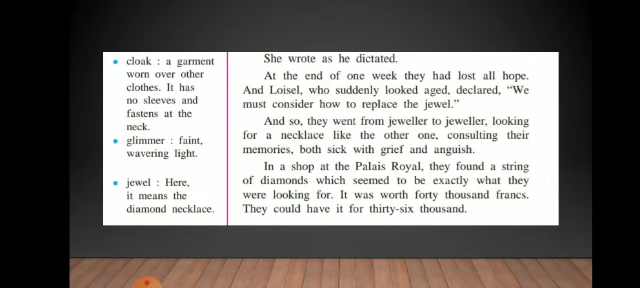 cloak : a garment
worn over other
clothes. It has
no sleeves and
fastens at the
neck.
glimmer : faint,
wavering light.
jewel : Here,
it means the
diamond necklace.
She wrote as he dictated.
At the end of one week they had lost all hope.
And Loisel, who suddenly looked aged, declared, “We
must consider how to replace the jewel.”
And so, they went from jeweller to jeweller, looking
for a necklace like the other one, consulting their
memories, both sick with grief and anguish.
In a shop at the Palais Royal, they found a string
of diamonds which seemed to be exactly what they
were looking for. It was worth forty thousand francs.
They could have it for thirty-six thousand.